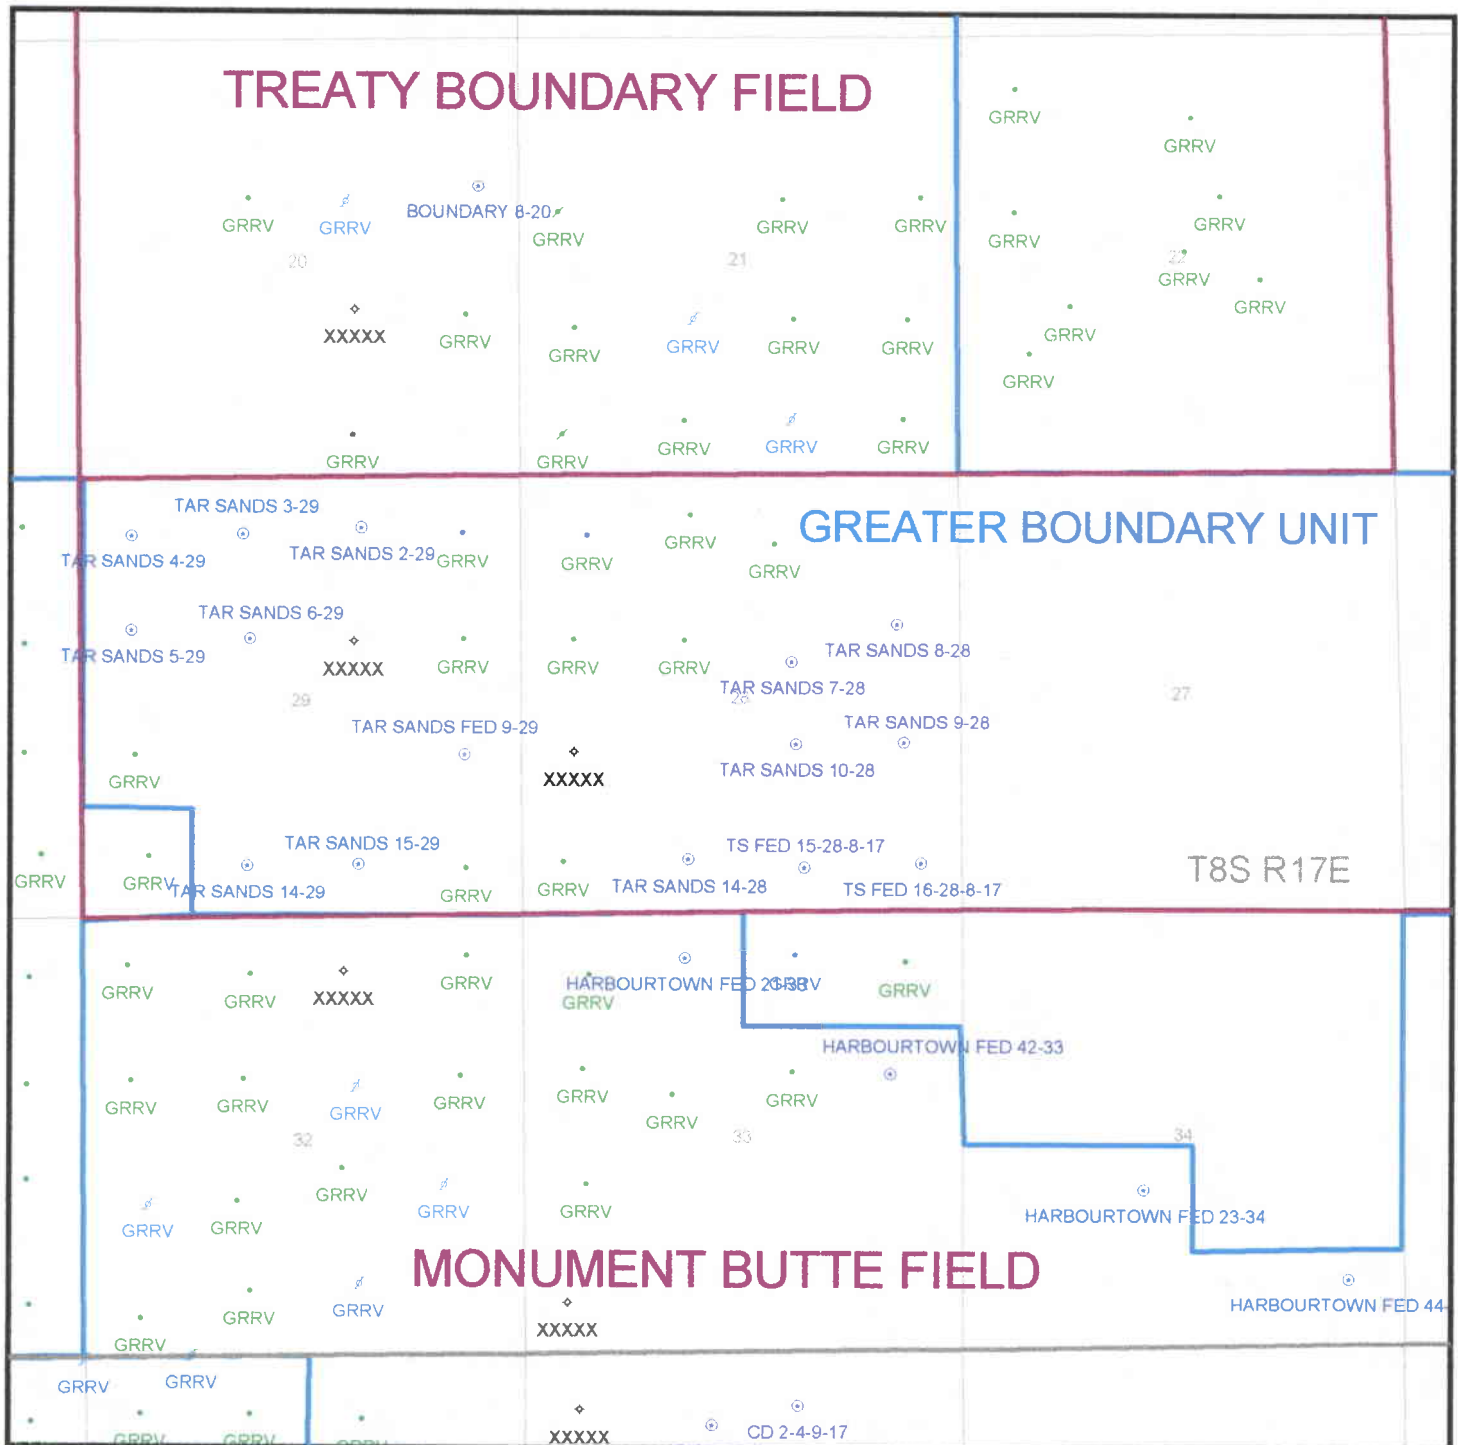 TREATY BOUNDARY FIELD
GRRV
GRRV
BOUNDARY 8-20
GRRV
GRRV
GRRV
GRRV
GRRV
GRRV
GRRV
20
21
22
GRRV
GRRV
XXXXX
GRRV
GRRV
GRRV
GRRV
GRRV
GRRV
GRRV
GRRV
GRRV
GRRV
GRRV
GRRV
TAR SANDS 3-29
GREATER BOUNDARY UNIT
TAR SANDS 4-29
TAR SANDS 2-29
GRRV
GRRV
GRRV
GRRV
TAR SANDS 6-29
TAR SANDS 5-29
XXXXX
GRRV
GRRV
GRRV
TAR SANDS 8-28
TAR SANDS 7-28
29
28
27
TAR SANDS FED 9-29
TAR SANDS 9-28
GRRV
XXXXX
TAR SANDS 10-28
TAR SANDS 15-29
TS FED 15-28-8-17
T8S R17E
GRRV
GRRV
TAR SANDS 14-29
GRRV
GRRV
TAR SANDS 14-28
TS FED 16-28-8-17
GRRV
GRRV
XXXXX
GRRV
HARBOURTOWN FED 21-33
GRRV
GRRV
GRRV
HARBOURTOWN FED 42-33
GRRV
GRRV
GRRV
GRRV
GRRV
GRRV
GRRV
32
33
34
GRRV
GRRV
GRRV
GRRV
GRRV
HARBOURTOWN FED 23-34
MONUMENT BUTTE FIELD
GRRV
GRRV
GRRV
XXXXX
HARBOURTOWN FED 44-
GRRV
GRRV
GRRV
GRRV
GRRV
XXXXX
CD 2-4-9-17